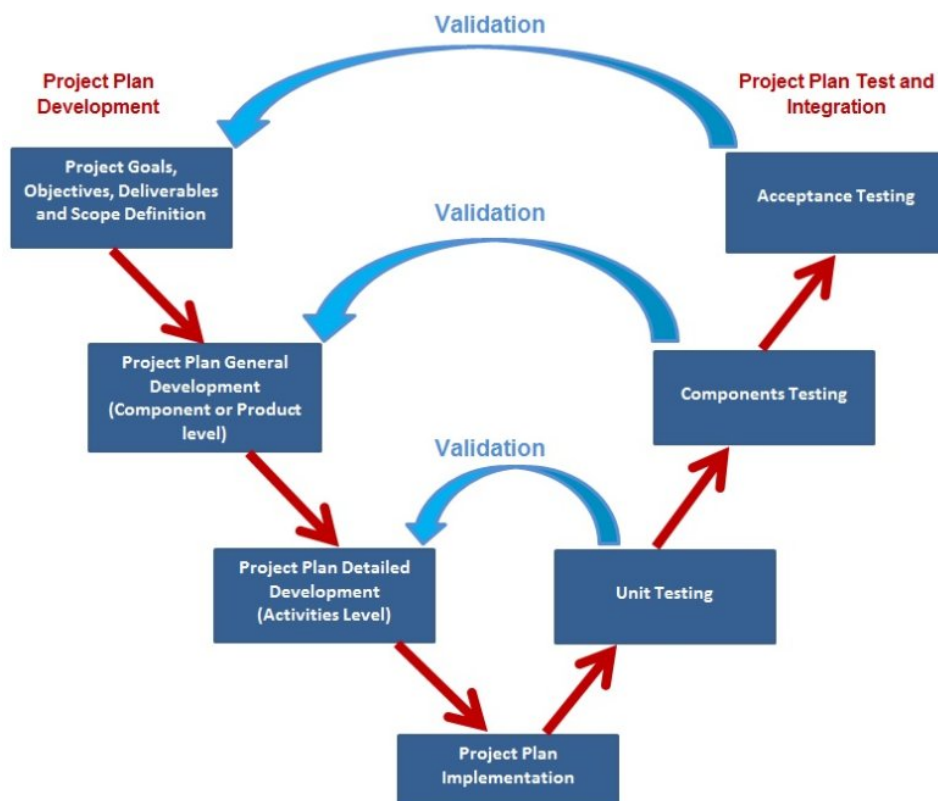 Validation
Project Plan
Development
Project Plan Test and
Integration
Project Goals,
Objectives, Deliverables
and Scope Definition
Acceptance Testing
Validation
Project Plan General
Development
(Component or Product
level)
Components Testing
Validation
Project Plan Detailed
Development
(Activities Level)
Unit Testing
Project Plan
Implementation